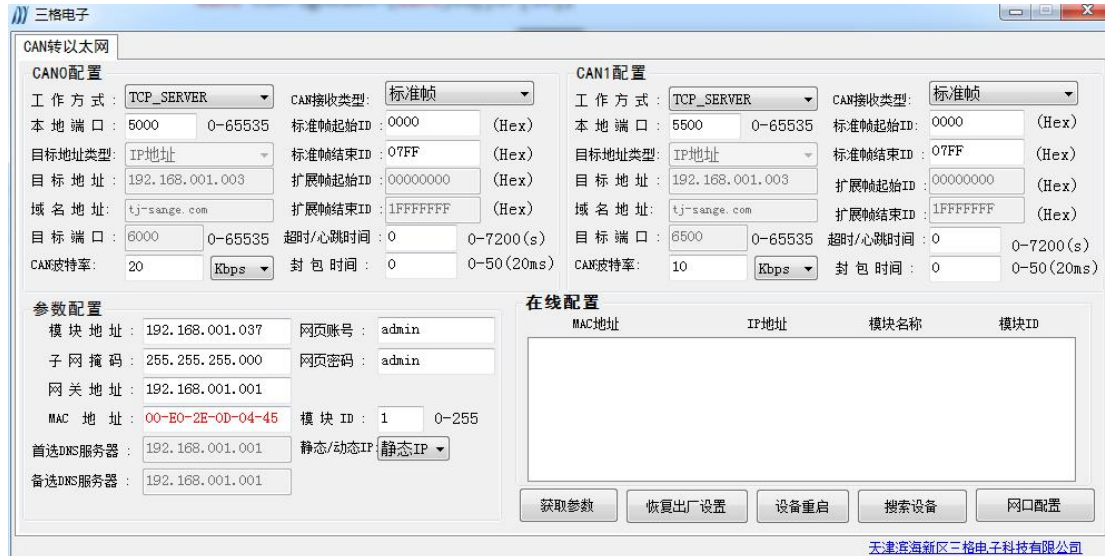 三格电子
CAN转以太网
CAN0配置
工作方式: TCP_SERVER CAN接收类型: 标准帧
本地端口: 5000 0-65535 标准帧起始ID: 0000 (Hex)
目标地址类型: IP地址 标准帧结束ID: 07FF (Hex)
目标地址: 192.168.001.003 扩展帧起始ID: 00000000 (Hex)
域名地址: tj-sange.com 扩展帧结束ID: 1FFFFFFF (Hex)
目标端口: 6000 0-65535 超时/心跳时间: 0 0-7200(s)
CAN波特率: 20 Kbps 封包时间: 0 0-50(20ms)
CAN1配置
工作方式: TCP_SERVER CAN接收类型: 标准帧
本地端口: 5500 0-65535 标准帧起始ID: 0000 (Hex)
目标地址类型: IP地址 标准帧结束ID: 07FF (Hex)
目标地址: 192.168.001.003 扩展帧起始ID: 00000000 (Hex)
域名地址: tj-sange.com 扩展帧结束ID: 1FFFFFFF (Hex)
目标端口: 6500 0-65535 超时/心跳时间: 0 0-7200(s)
CAN波特率: 10 Kbps 封包时间: 0 0-50(20ms)
参数配置
模块地址: 192.168.001.037 网页账号: admin
子网掩码: 255.255.255.000 网页密码: admin
网关地址: 192.168.001.001
MAC 地址: 00-E0-2E-0D-04-45 模块ID: 1 0-255
首选DNS服务器: 192.168.001.001 静态/动态IP: 静态IP
备选DNS服务器: 192.168.001.001
在线配置
MAC地址 IP地址 模块名称 模块ID
获取参数 恢复出厂设置 设备重启 搜索设备 网口配置
天津滨海新区三格电子科技有限公司